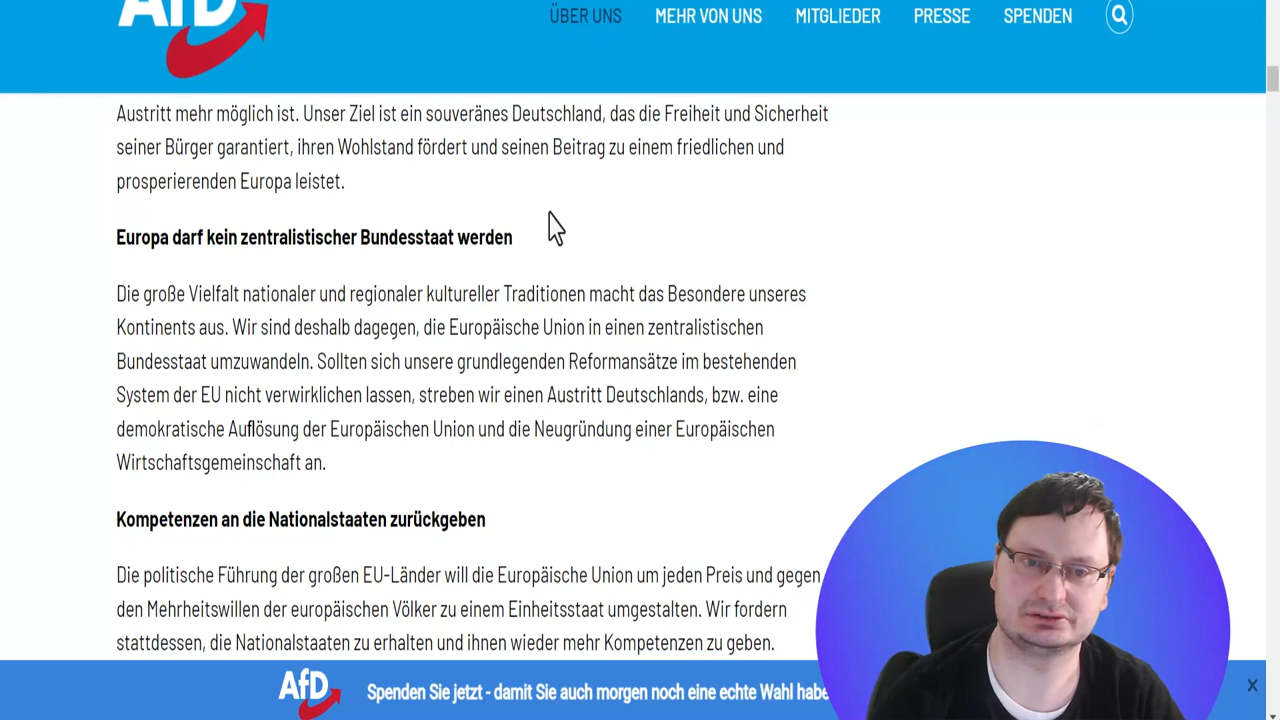 AfD
ÜBER UNS MEHR VON UNS MITGLIEDER PRESSE SPENDEN
Austritt mehr möglich ist. Unser Ziel ist ein souveränes Deutschland, das die Freiheit und Sicherheit
seiner Bürger garantiert, ihren Wohlstand fördert und seinen Beitrag zu einem friedlichen und
prosperierenden Europa leistet.
Europa darf kein zentralistischer Bundesstaat werden
Die große Vielfalt nationaler und regionaler kultureller Traditionen macht das Besondere unseres
Kontinents aus. Wir sind deshalb dagegen, die Europäische Union in einen zentralistischen
Bundesstaat umzuwandeln. Sollten sich unsere grundlegenden Reformansätze im bestehenden
System der EU nicht verwirklichen lassen, streben wir einen Austritt Deutschlands, bzw. eine
demokratische Auflösung der Europäischen Union und die Neugründung einer Europäischen
Wirtschaftsgemeinschaft an.
Kompetenzen an die Nationalstaaten zurückgeben
Die politische Führung der großen EU-Länder will die Europäische Union um jeden Preis und gegen
den Mehrheitswillen der europäischen Völker zu einem Einheitsstaat umgestalten. Wir fordern
stattdessen, die Nationalstaaten zu erhalten und ihnen wieder mehr Kompetenzen zu geben.
AfD Spenden Sie jetzt - damit Sie auch morgen noch eine echte Wahl habe